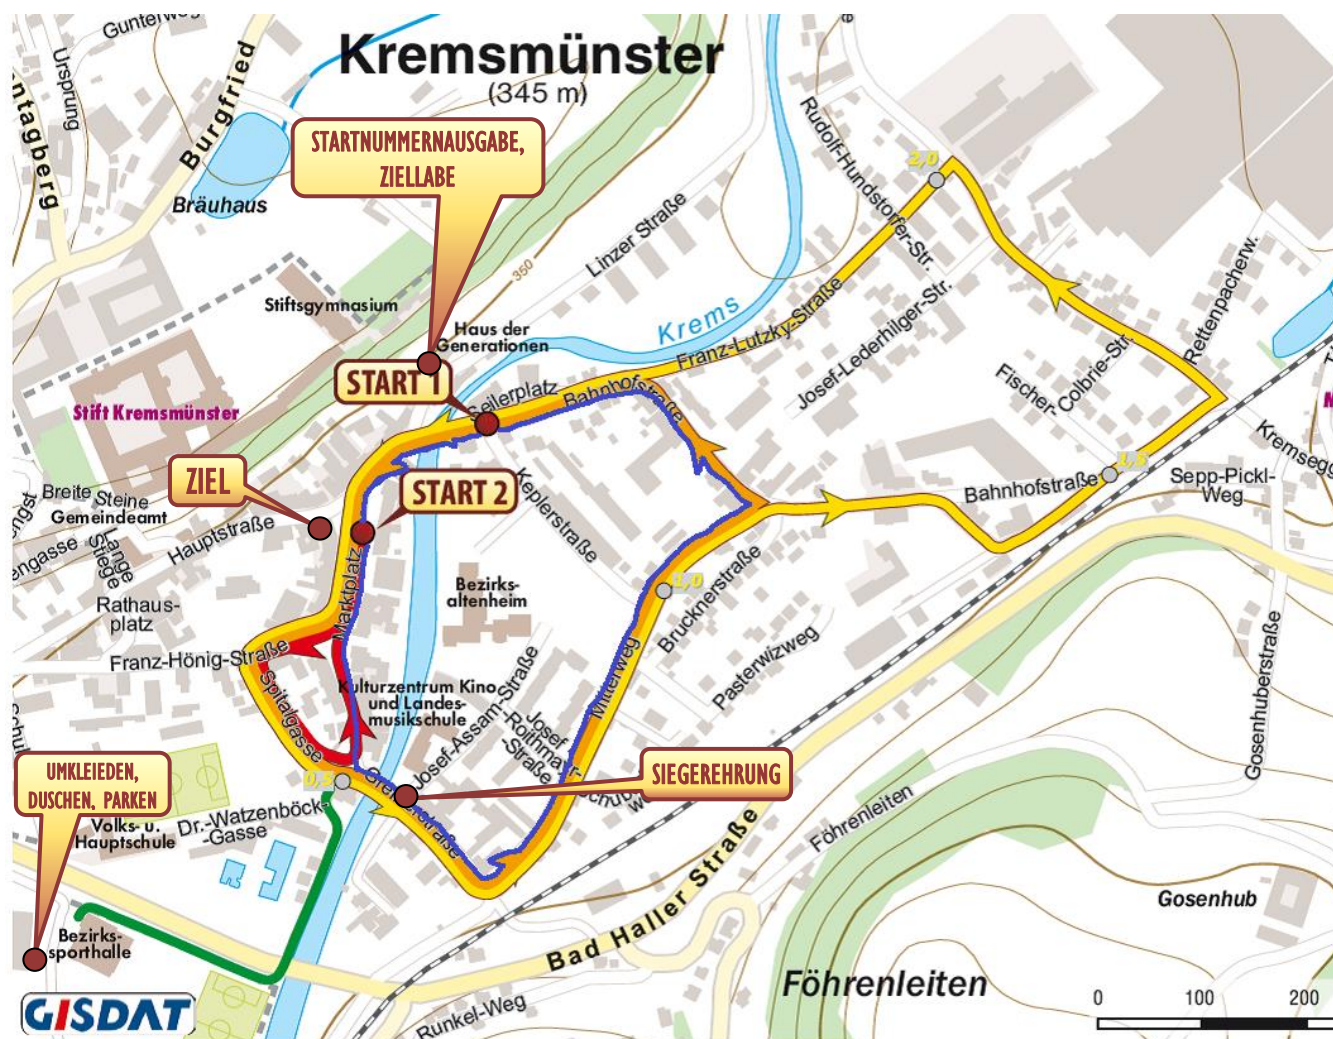 Gunterweg
Ursprung
Burgfried
Kremsmünster
(345 m)
STARTNUMMERNAUSGABE,
ZIELLABE
Bräuhaus
2,0
Rudolf-Hundstorfer-Str.
Linzer Straße
350
Stiftsgymnasium
Krems
Haus der
Generationen
START 1
Franz-Lutzky-Straße
Josef-Lederhilger-Str.
Rettenpacherw.
Fischer-
Colbrie-Str.
Seilerplatz
Bahnhofstraße
Stift Kremsmünster
ZIEL
START 2
Kremsegg
1,5
Sepp-Pickl-
Weg
Bahnhofstraße
Keplerstraße
Breite Steine
Gemeindeamt
Lange
Stiege
Hauptstraße
Marktplatz
Rathaus-
platz
Bezirks-
altenheim
1,0
Brucknerstraße
Pasterwizweg
Mitterweg
Franz-Hönig-Straße
Spitalgasse
Kulturzentrum Kino
und Landes-
musikschule
Josef-Assam-Straße
Josef
-Roithmayr-
-Straße
Gosenhuberstraße
UMKLEIEDEN,
DUSCHEN, PARKEN
0,5
SIEGEREHRUNG
Volks- u.
Hauptschule
Dr.-Watzenböck-
-Gasse
Föhrenleiten
Bad Haller Straße
Gosenhub
Bezirks-
sporthalle
Föhrenleiten
GISDAT
Runkel-Weg
0 100 200